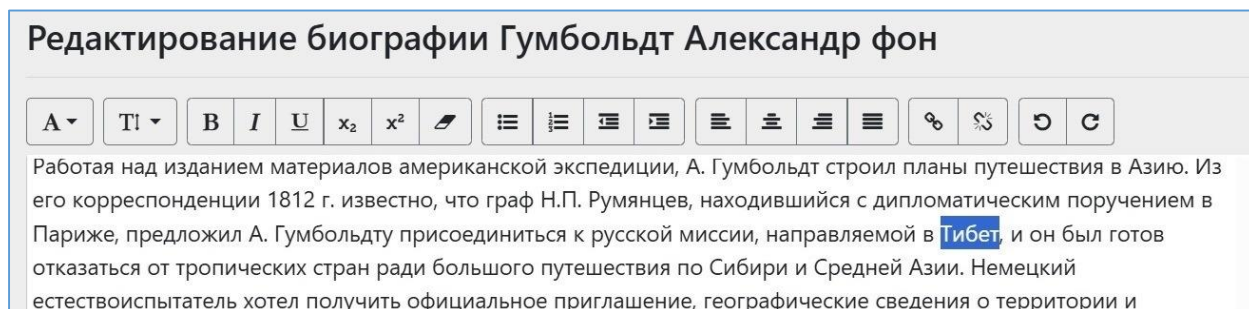 Редактирование биографии Гумбольдт Александр фон
A TI B I U x₂ x²
Работая над изданием материалов американской экспедиции, А. Гумбольдт строил планы путешествия в Азию. Из
его корреспонденции 1812 г. известно, что граф Н.П. Румянцев, находившийся с дипломатическим поручением в
Париже, предложил А. Гумбольдту присоединиться к русской миссии, направляемой в Тибет, и он был готов
отказаться от тропических стран ради большого путешествия по Сибири и Средней Азии. Немецкий
естествоиспытатель хотел получить официальное приглашение, географические сведения о территории и